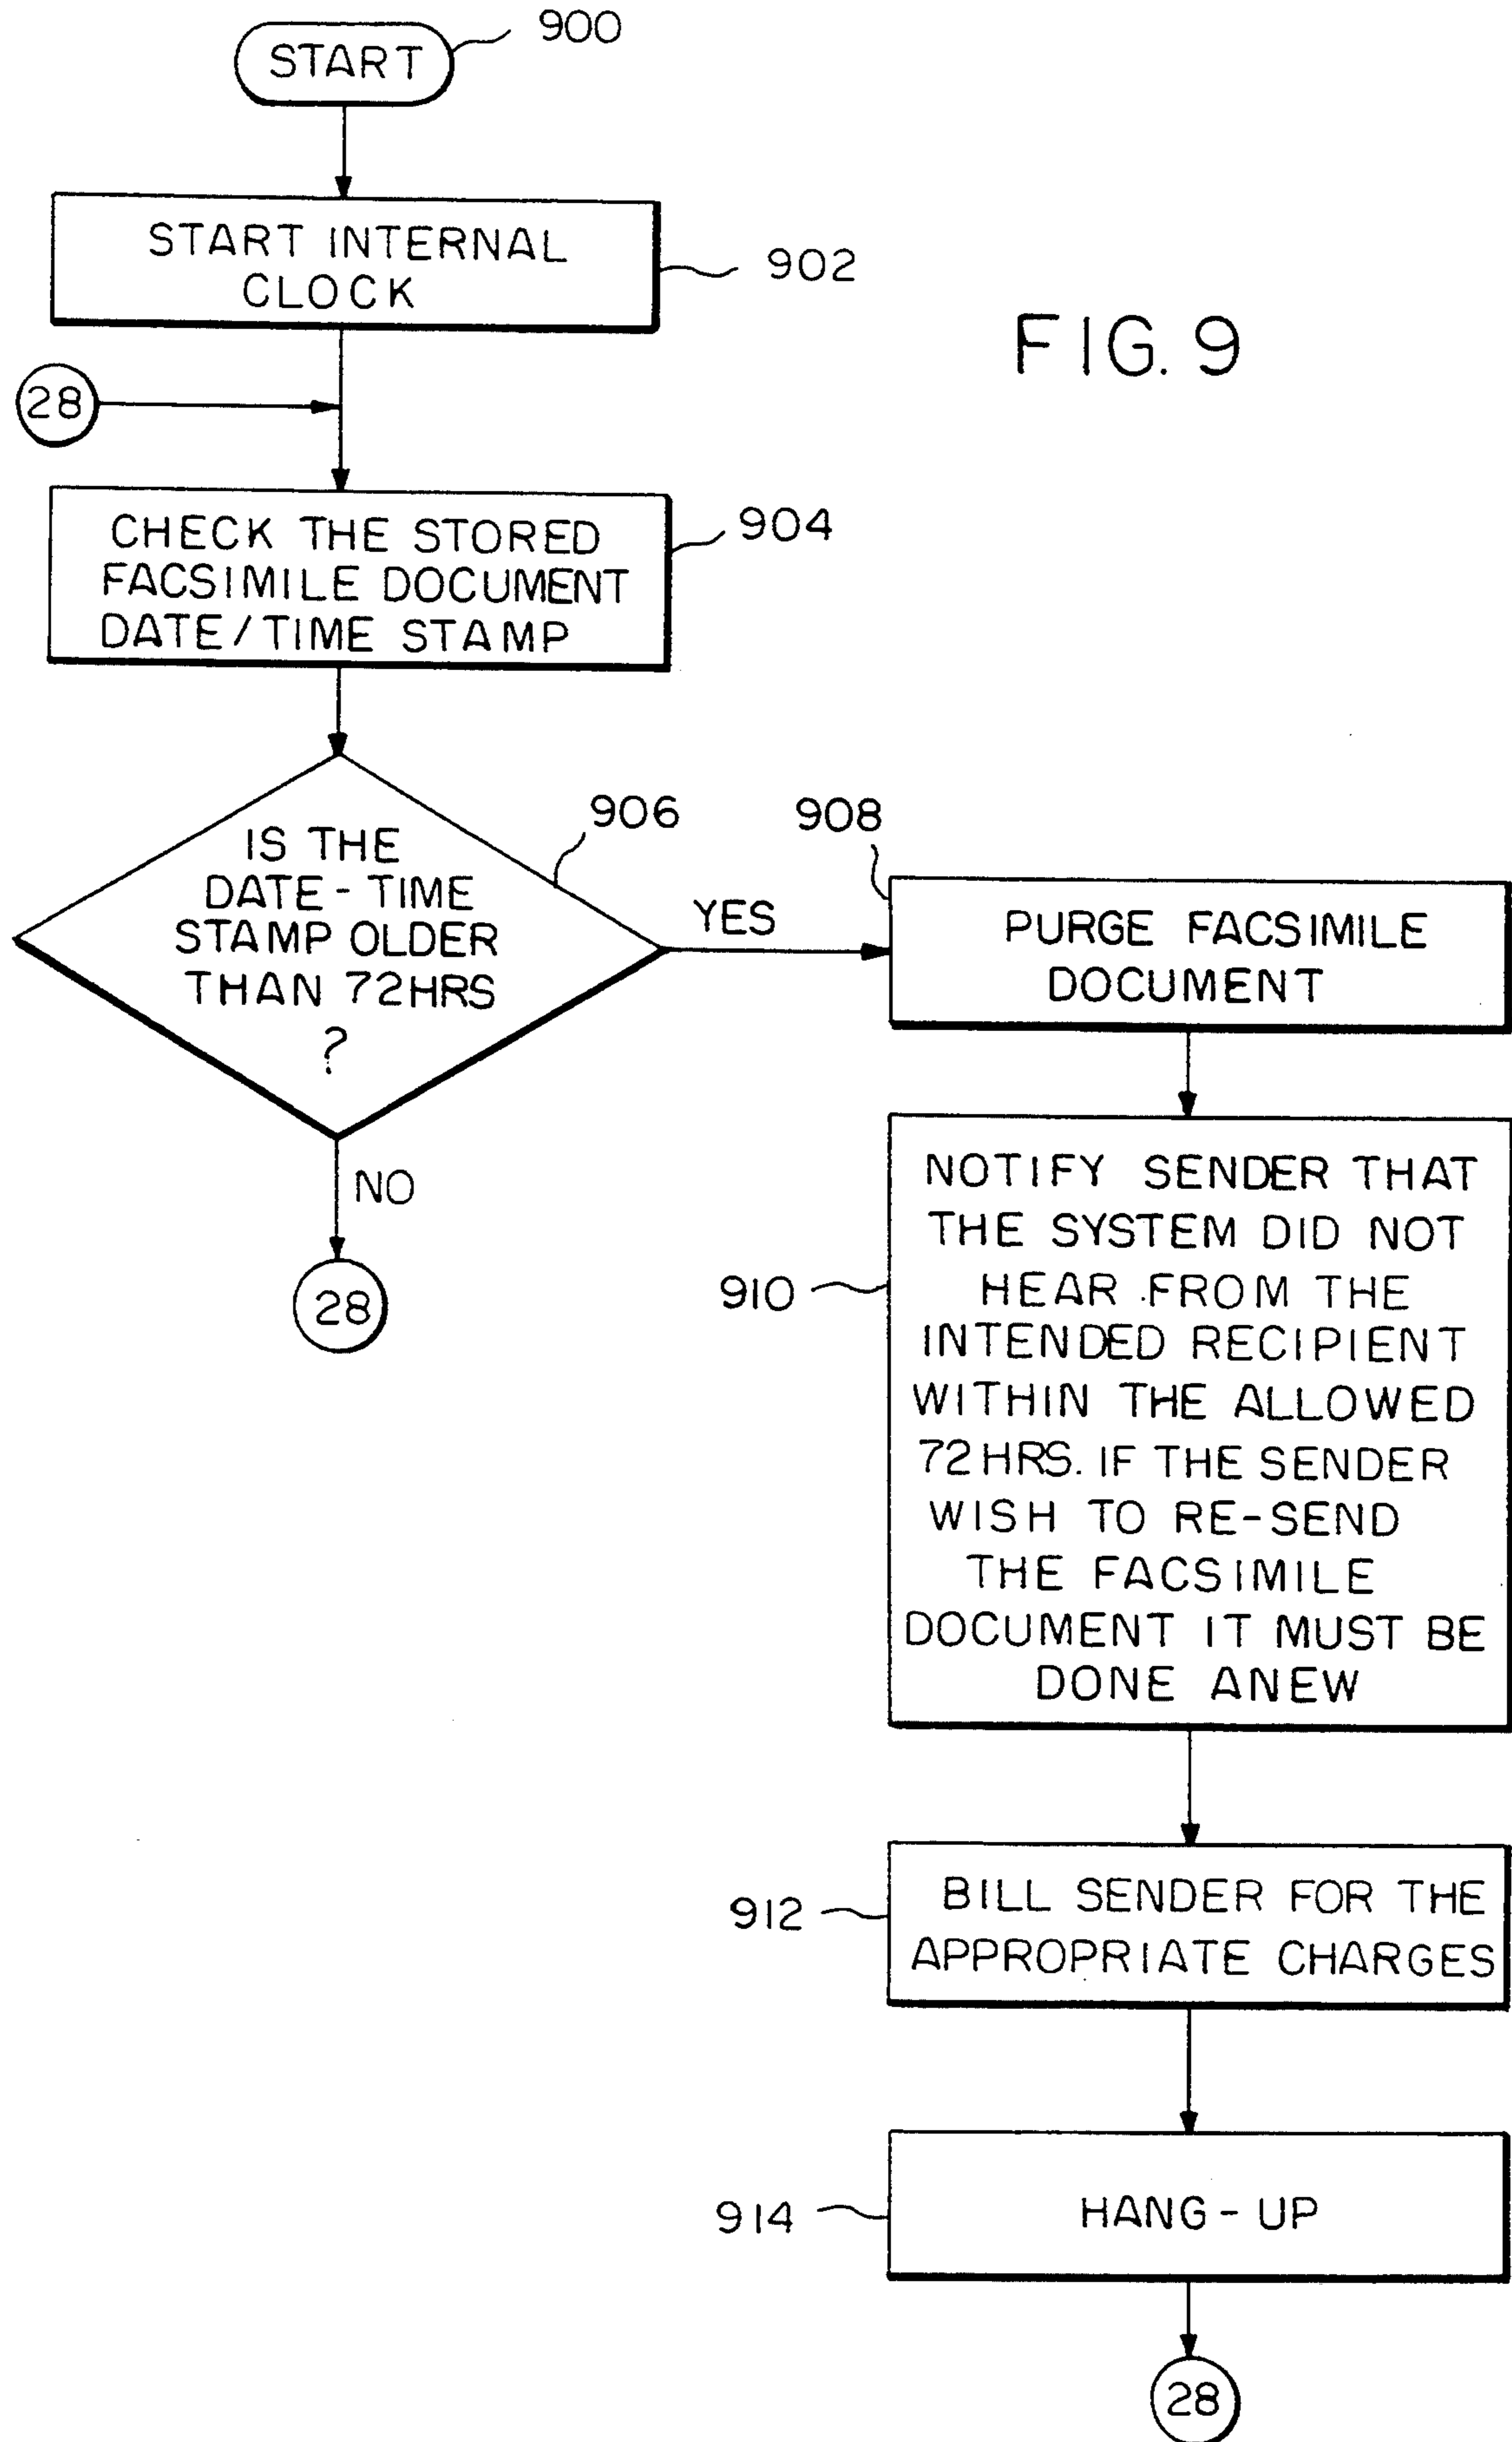 START
900
START INTERNAL
CLOCK
902
FIG. 9
28
CHECK THE STORED
FACSIMILE DOCUMENT
DATE/TIME STAMP
904
IS THE
DATE-TIME
STAMP OLDER
THAN 72HRS
?
906
YES
NO
28
908
PURGE FACSIMILE
DOCUMENT
NOTIFY SENDER THAT
THE SYSTEM DID NOT
HEAR FROM THE
INTENDED RECIPIENT
WITHIN THE ALLOWED
72HRS. IF THE SENDER
WISH TO RE-SEND
THE FACSIMILE
DOCUMENT IT MUST BE
DONE ANEW
910
BILL SENDER FOR THE
APPROPRIATE CHARGES
912
HANG-UP
914
28